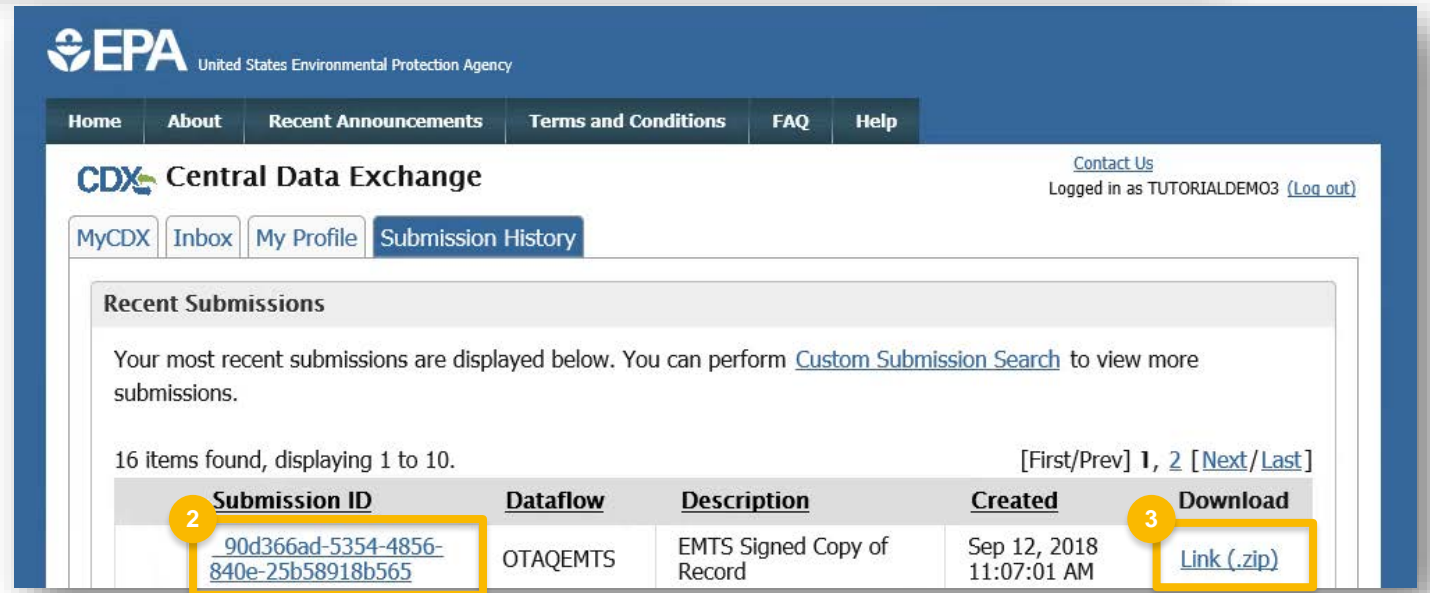 EPA United States Environmental Protection Agency
Home About Recent Announcements Terms and Conditions FAQ Help
CDX Central Data Exchange
Contact Us
Logged in as TUTORIALDEMO3 (Log out)
MyCDX Inbox My Profile Submission History
Recent Submissions
Your most recent submissions are displayed below. You can perform Custom Submission Search to view more
submissions.
16 items found, displaying 1 to 10. [First/Prev] 1, 2 [Next/Last]
Submission ID Dataflow Description Created Download
2 3
_90d366ad-5354-4856-
840e-25b58918b565
OTAQEMTS
EMTS Signed Copy of
Record
Sep 12, 2018
11:07:01 AM
Link (.zip)